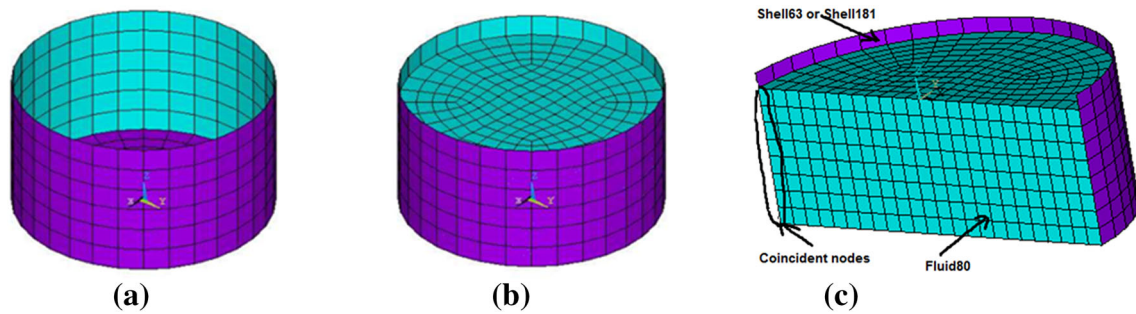 Shell63 or Shell181
Z
X
Y
Z
X
Y
Coincident nodes
Fluid80
(a)
(b)
(c)